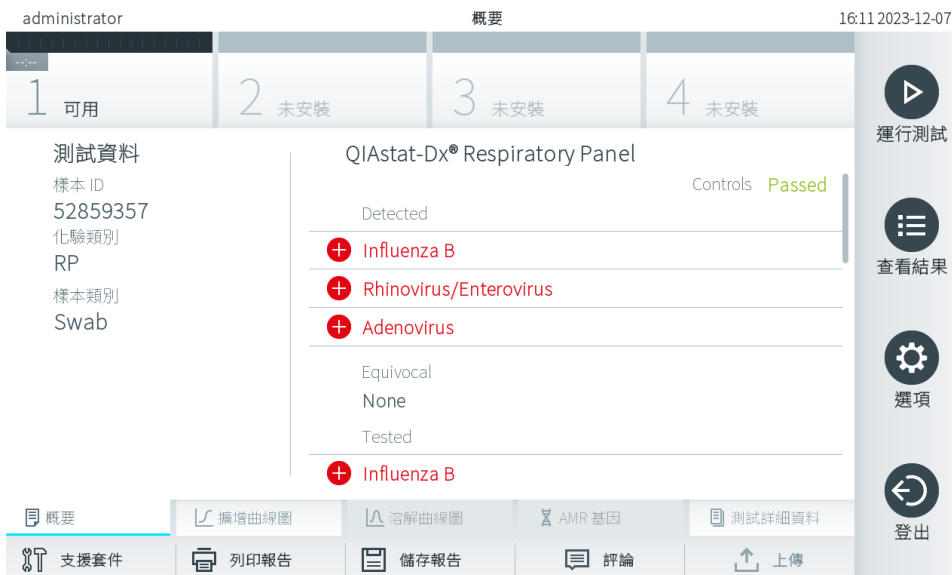 administrator
概要
16:11 2023-12-07
--:--
1 可用
2 未安裝
3 未安裝
4 未安裝
運行測試
測試資料
樣本 ID
52859357
化驗類別
RP
樣本類別
Swab
QIAstat-Dx® Respiratory Panel
Controls Passed
Detected
Influenza B
Rhinovirus/Enterovirus
Adenovirus
Equivocal
None
Tested
Influenza B
查看結果
選項
登出
概要
擴增曲線圖
溶解曲線圖
AMR 基因
測試詳細資料
支援套件
列印報告
儲存報告
評論
上傳